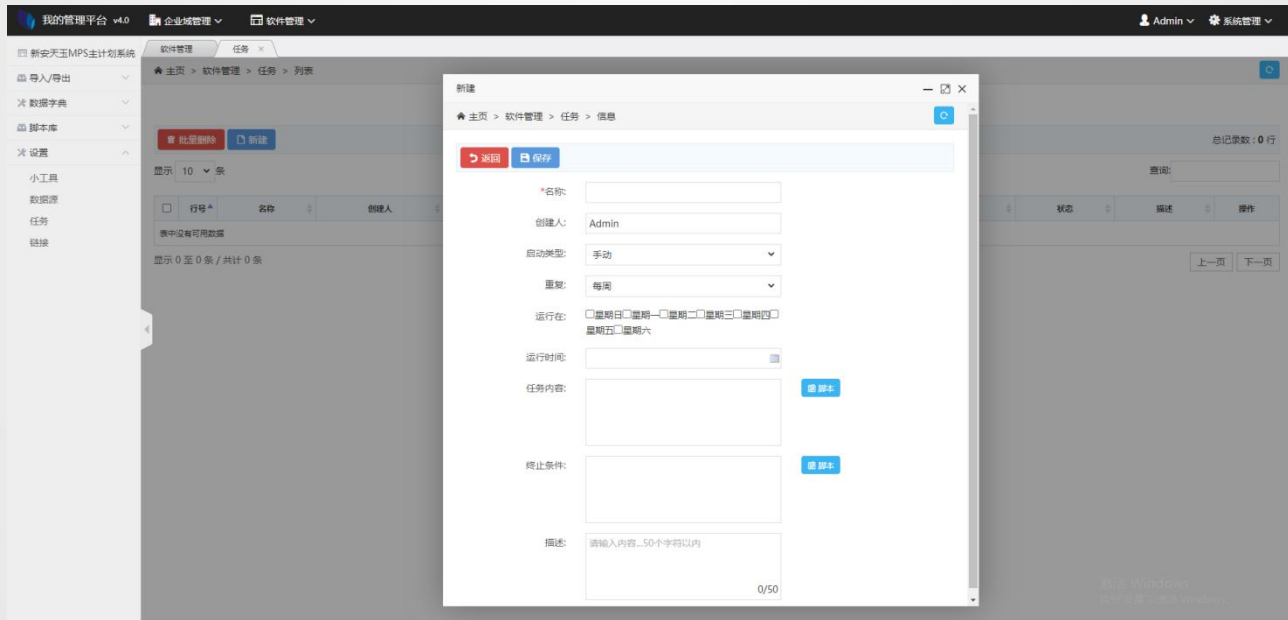 我的管理平台 v4.0 企业域管理 软件管理 Admin 系统管理
新安天玉MPS主计划系统
导入/导出
数据字典
脚本库
设置
小工具
数据源
任务
链接
软件管理 任务 ×
主页 > 软件管理 > 任务 > 列表
批量删除 新建
总记录数:0 行
显示 10 条
查询:
行号 名称 创建人 状态 描述 操作
表中没有可用数据
显示 0 至 0 条 / 共计 0 条
上一页 下一页
新建
主页 > 软件管理 > 任务 > 信息
返回 保存
*名称:
创建人: Admin
启动类型: 手动
重复: 每周
运行在: 星期日 星期一 星期二 星期三 星期四
星期五 星期六
运行时间:
任务内容: 脚本
终止条件: 脚本
描述: 请输入内容...50个字符以内
0/50
激活 Windows